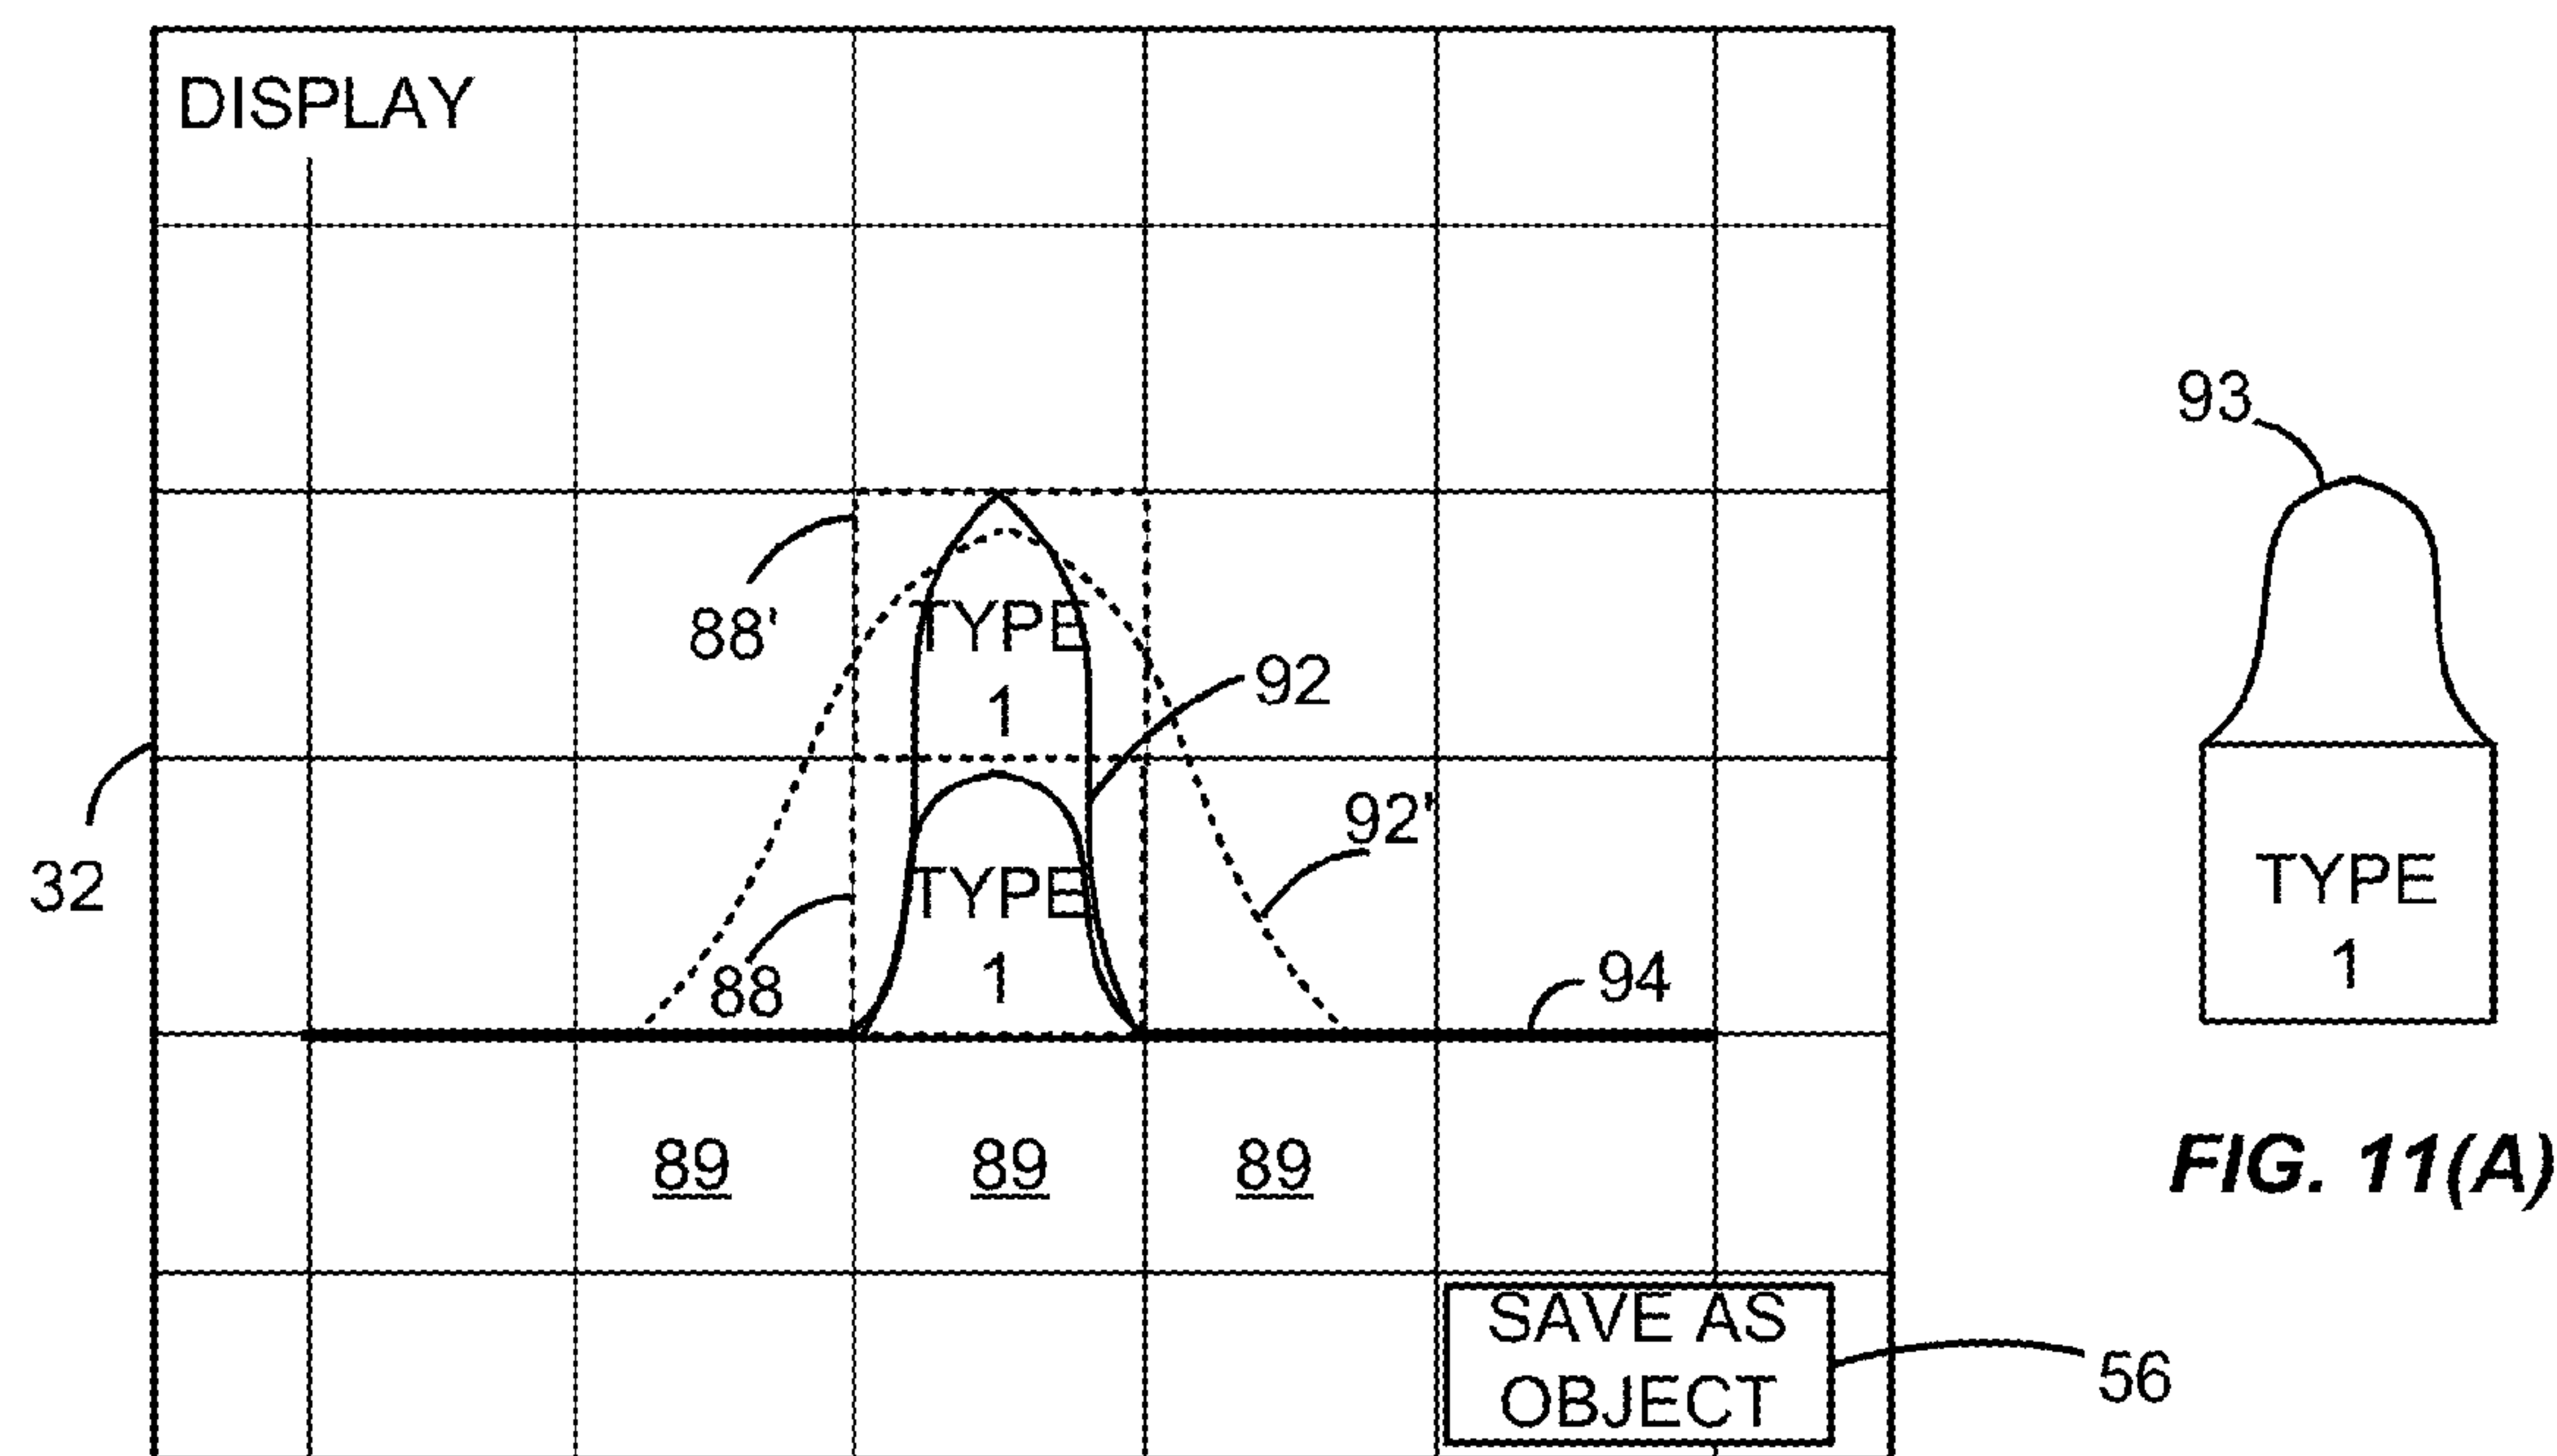 DISPLAY
93
88'
TYPE
1
92
92'
32
TYPE
1
88
94
TYPE
1
89 89 89
FIG. 11(A)
SAVE AS
OBJECT
56